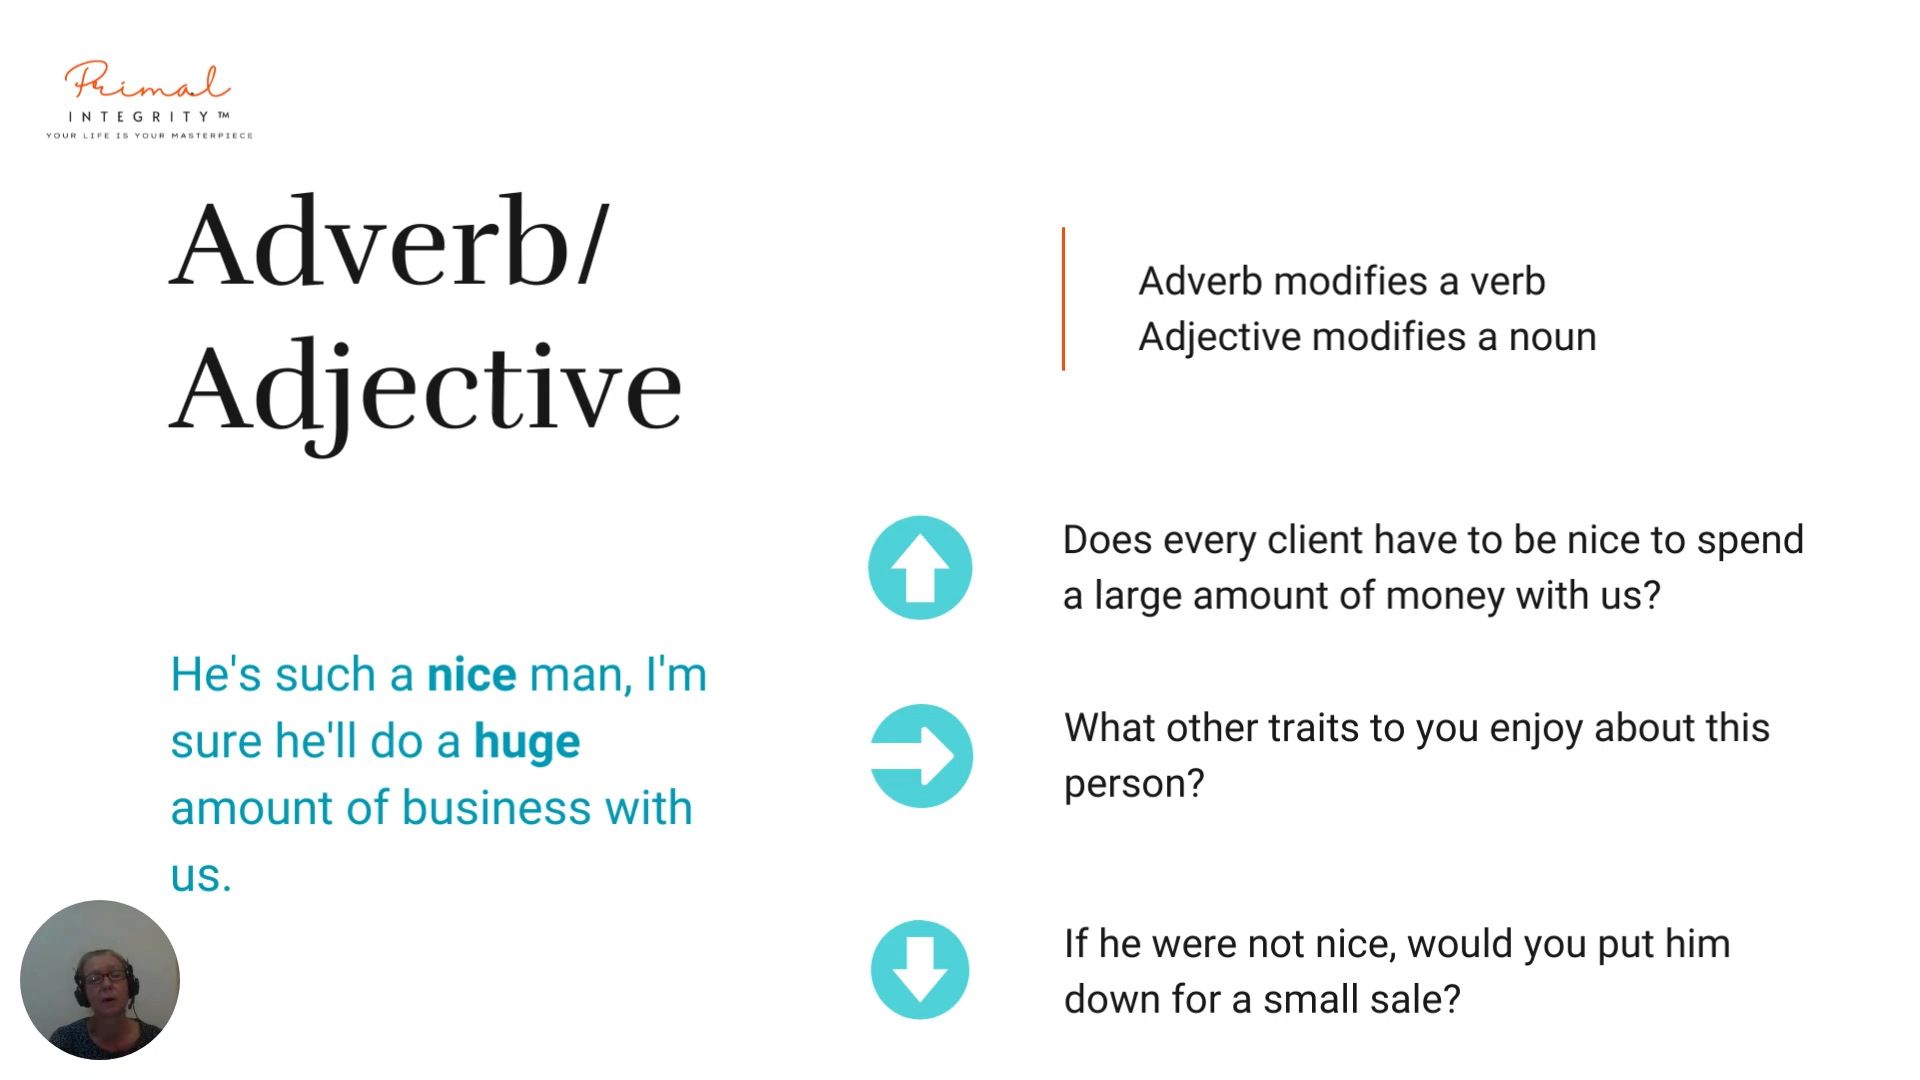 Primal
INTEGRITY™
YOUR LIFE IS YOUR MASTERPIECE
Adverb/
Adjective
Adverb modifies a verb
Adjective modifies a noun
He's such a nice man, I'm
sure he'll do a huge
amount of business with
us.
Does every client have to be nice to spend
a large amount of money with us?
What other traits to you enjoy about this
person?
If he were not nice, would you put him
down for a small sale?